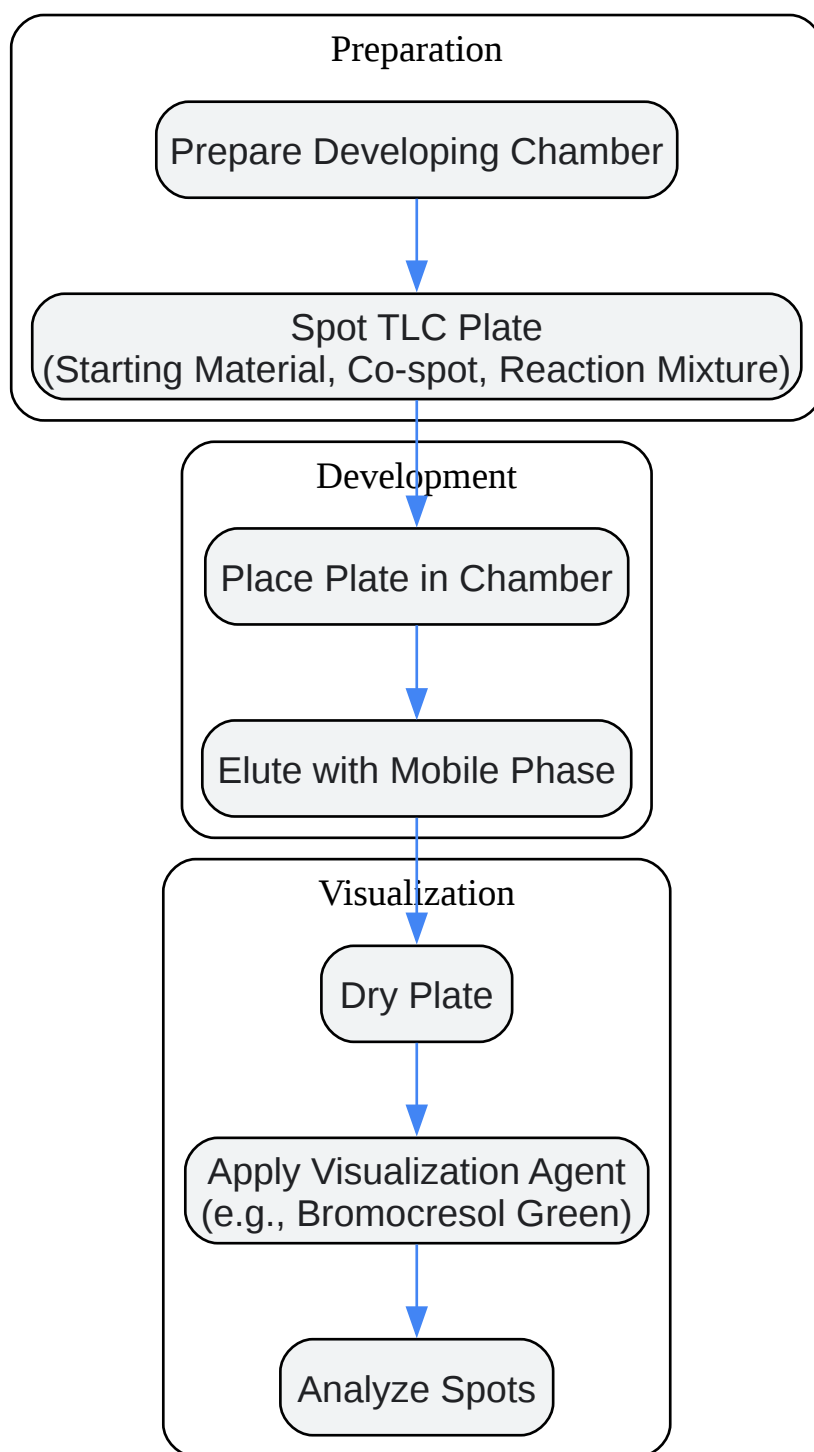 Preparation
Prepare Developing Chamber
Spot TLC Plate
(Starting Material, Co-spot, Reaction Mixture)
Development
Place Plate in Chamber
Elute with Mobile Phase
Visualization
Dry Plate
Apply Visualization Agent
(e.g., Bromocresol Green)
Analyze Spots